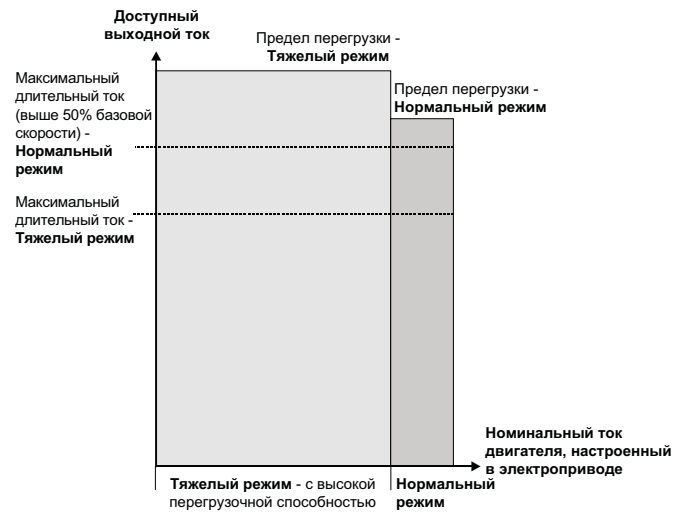 Доступный
выходной ток
Предел перегрузки -
Тяжелый режим
Максимальный
длительный ток
(выше 50% базовой
скорости) -
Нормальный
режим
Предел перегрузки -
Нормальный режим
Максимальный
длительный ток -
Тяжелый режим
Номинальный ток
двигателя, настроенный
в электроприводе
Тяжелый режим - с высокой
перегрузочной способностью
Нормальный
режим